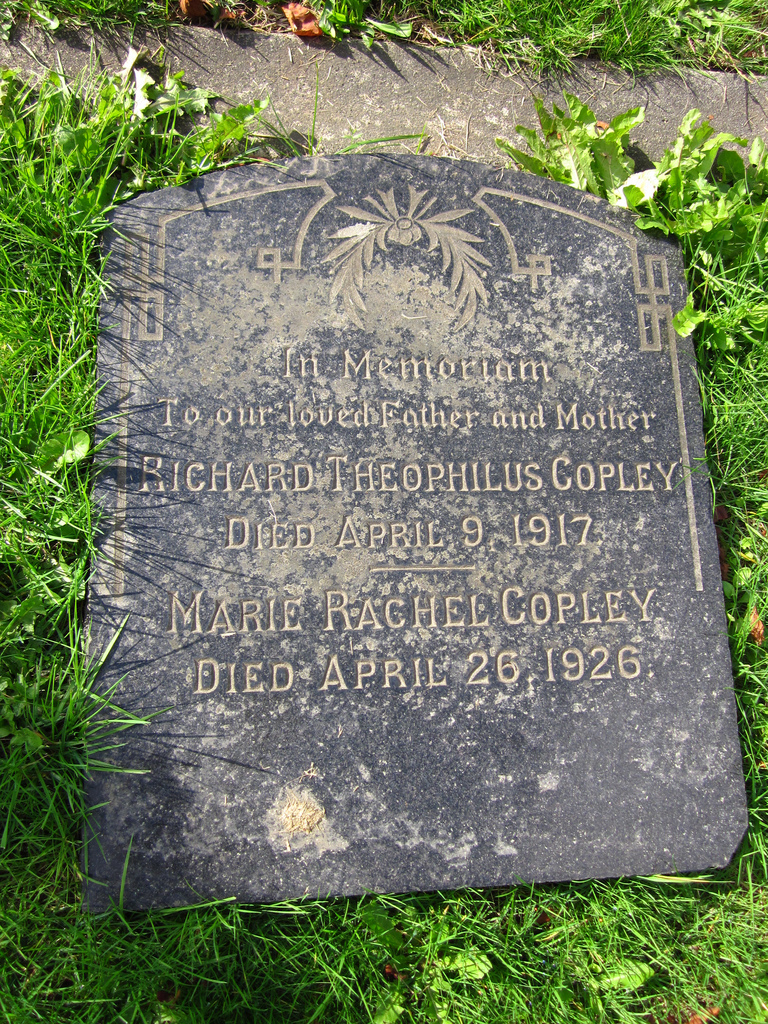 In Memoriam
To our loved Father and Mother
RICHARD THEOPHILUS COPLEY
DIED APRIL 9, 1917.
MARIE RACHEL COPLEY
DIED APRIL 26, 1926.